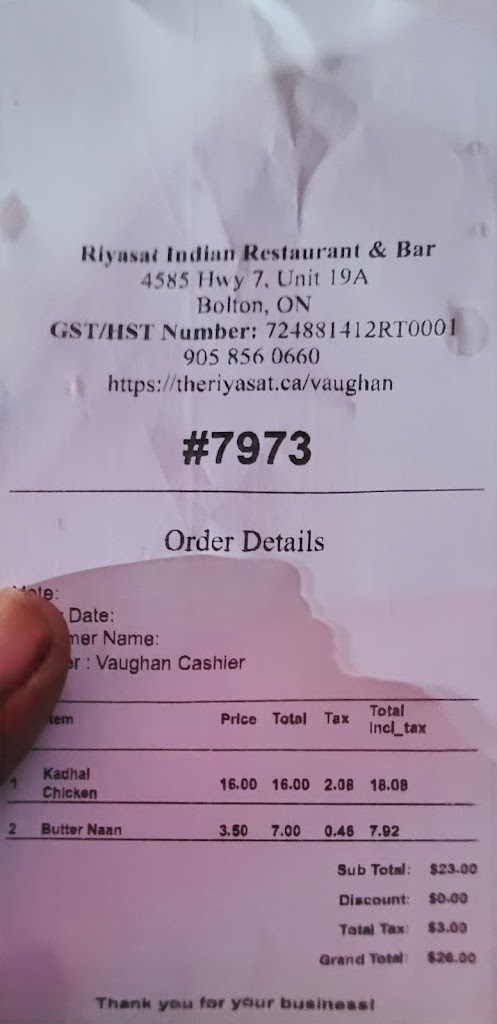 Riyasat Indian Restaurant & Bar
4585 Hwy 7, Unit 19A
Bolton, ON
GST/HST Number: 724881412RT0001
905 856 0660
https://theriyasat.ca/vaughan
#7973
Order Details
Date:
mer Name:
er : Vaughan Cashier
tem Price Total Tax Total
incl_tax
1 Kadhai
Chicken 16.00 16.00 2.08 18.08
2 Butter Naan 3.50 7.00 0.46 7.92
Sub Total: $23.00
Discount: $0.00
Total Tax: $3.00
Grand Total: $26.00
Thank you for your business!